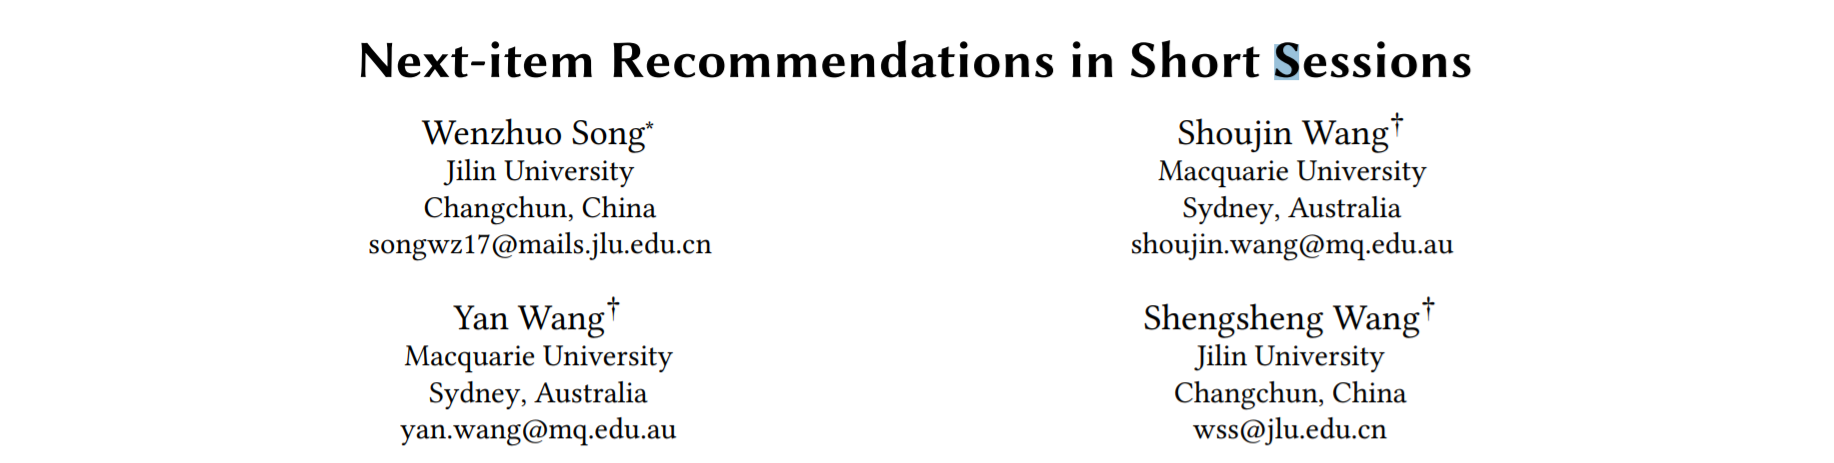 Next-item Recommendations in Short Sessions
Wenzhuo Song*
Jilin University
Changchun, China
songwz17@mails.jlu.edu.cn
Shoujin Wang†
Macquarie University
Sydney, Australia
shoujin.wang@mq.edu.au
Yan Wang†
Macquarie University
Sydney, Australia
yan.wang@mq.edu.au
Shengsheng Wang†
Jilin University
Changchun, China
wss@jlu.edu.cn